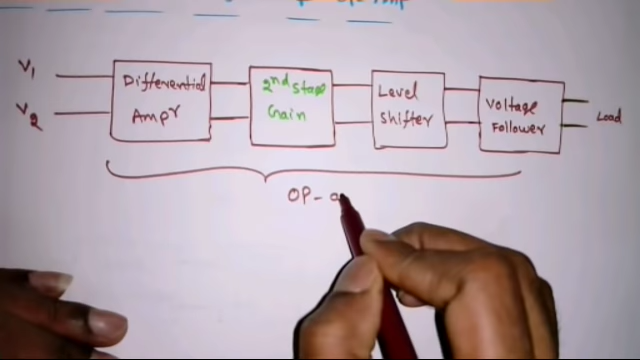 V1
V2
Differential
Ampr
2nd stage
Gain
Level
Shifter
Voltage
Follower
Load
OP-a